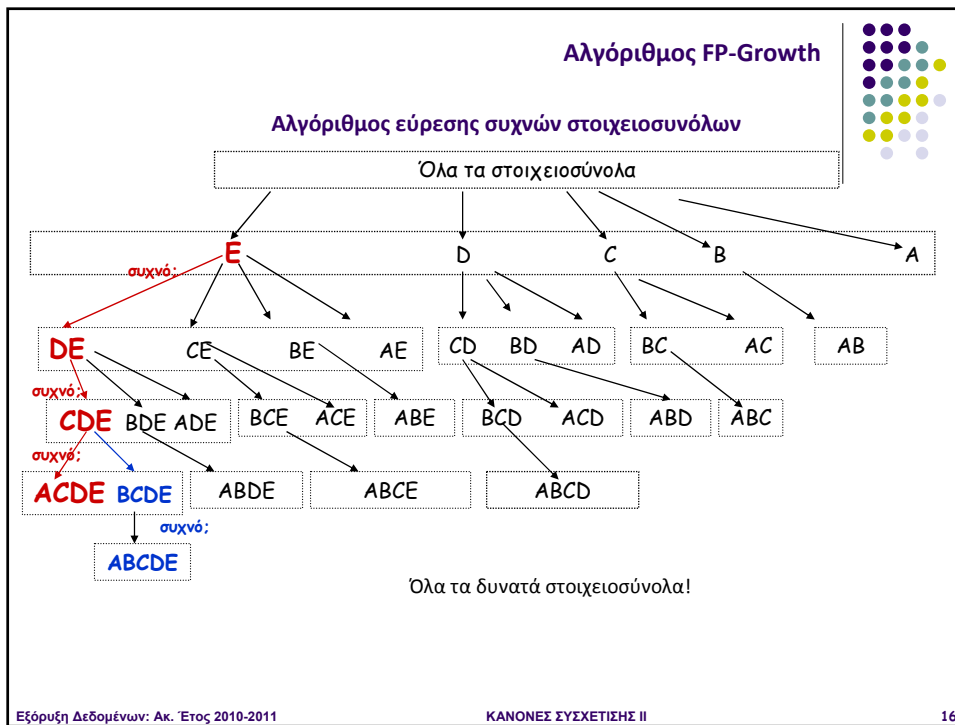 Αλγόριθμος FP-Growth
Αλγόριθμος εύρεσης συχνών στοιχειοσυνόλων
Όλα τα στοιχειοσύνολα
E D C B A
συχνό;
DE CE BE AE CD BD AD BC AC AB
συχνό;
CDE BDE ADE BCE ACE ABE BCD ACD ABD ABC
συχνό;
ACDE BCDE ABDE ABCE ABCD
συχνό;
ABCDE
Όλα τα δυνατά στοιχειοσύνολα!
Εξόρυξη Δεδομένων: Ακ. Έτος 2010-2011 ΚΑΝΟΝΕΣ ΣΥΣΧΕΤΙΣΗΣ II 16